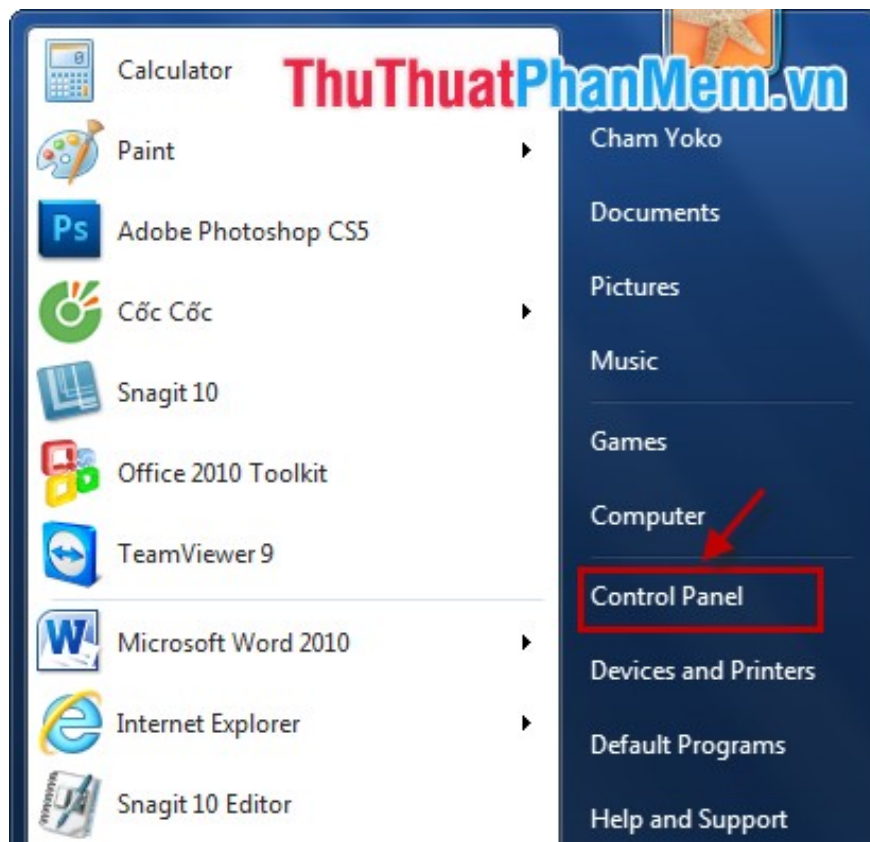 ThuThuatPhanMem.vn
Calculator
Paint
Ps
Adobe Photoshop CS5
Cốc Cốc
Snagit 10
Office 2010 Toolkit
TeamViewer 9
W
Microsoft Word 2010
Internet Explorer
Snagit 10 Editor
Cham Yoko
Documents
Pictures
Music
Games
Computer
Control Panel
Devices and Printers
Default Programs
Help and Support